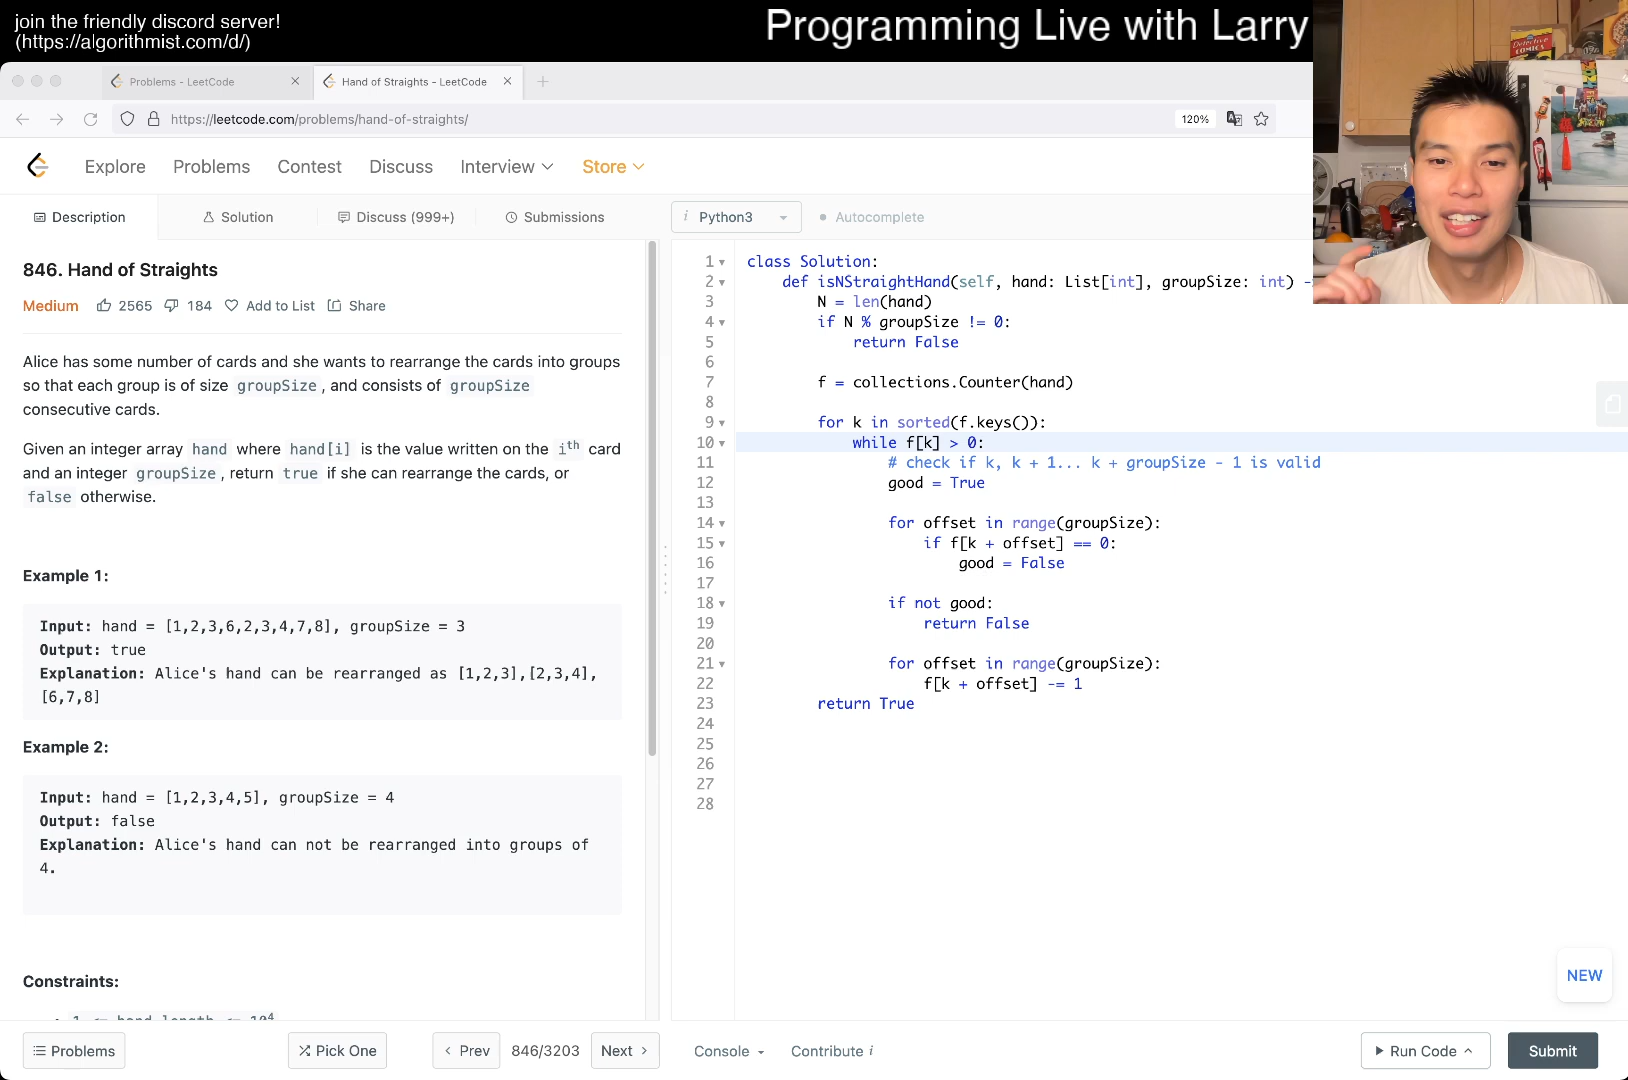 join the friendly discord server!
(https://algorithmist.com/d/)
Programming Live with Larry
Problems - LeetCode
Hand of Straights - LeetCode
https://leetcode.com/problems/hand-of-straights/
120%
Explore Problems Contest Discuss Interview Store
Description Solution Discuss (999+) Submissions
i Python3 Autocomplete
846. Hand of Straights
Medium 2565 184 Add to List Share
Alice has some number of cards and she wants to rearrange the cards into groups
so that each group is of size groupSize, and consists of groupSize
consecutive cards.
Given an integer array hand where hand[i] is the value written on the ith card
and an integer groupSize, return true if she can rearrange the cards, or
false otherwise.
Example 1:
Input: hand = [1,2,3,6,2,3,4,7,8], groupSize = 3
Output: true
Explanation: Alice's hand can be rearranged as [1,2,3],[2,3,4],
[6,7,8]
Example 2:
Input: hand = [1,2,3,4,5], groupSize = 4
Output: false
Explanation: Alice's hand can not be rearranged into groups of
4.
Constraints:
1 class Solution:
2 def isNStraightHand(self, hand: List[int], groupSize: int) -
3 N = len(hand)
4 if N % groupSize != 0:
5 return False
6
7 f = collections.Counter(hand)
8
9 for k in sorted(f.keys()):
10 while f[k] > 0:
11 # check if k, k + 1... k + groupSize - 1 is valid
12 good = True
13
14 for offset in range(groupSize):
15 if f[k + offset] == 0:
16 good = False
17
18 if not good:
19 return False
20
21 for offset in range(groupSize):
22 f[k + offset] -= 1
23 return True
24
25
26
27
28
NEW
Problems Pick One < Prev 846/3203 Next > Console Contribute i Run Code Submit
Detective COMICS